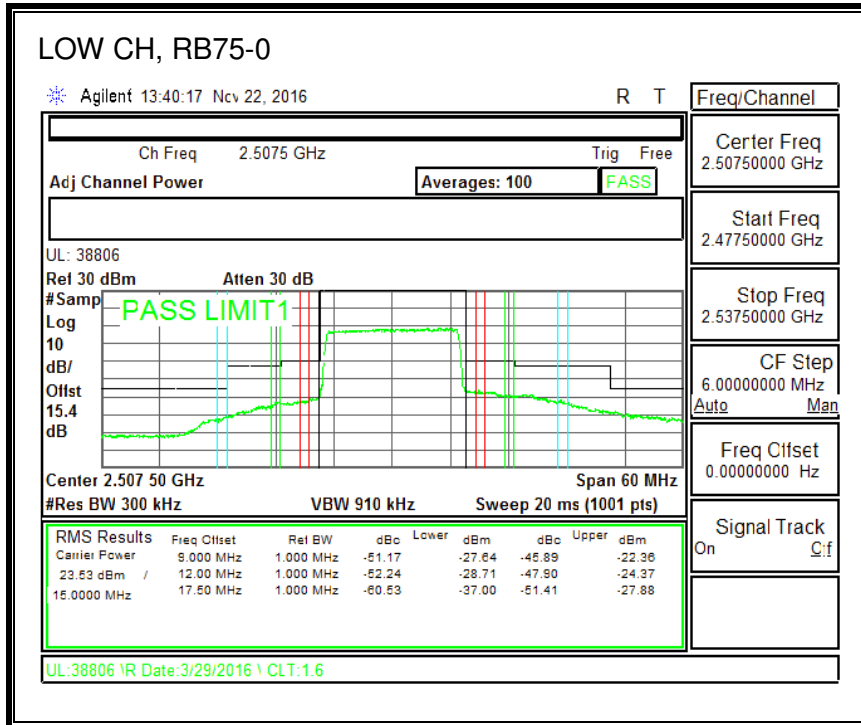 LOW CH, RB75-0
Agilent 13:40:17 Nov 22, 2016 R T
Freq/Channel
Ch Freq 2.5075 GHz Trig Free
Adj Channel Power Averages: 100 PASS
Center Freq
2.50750000 GHz
Start Freq
2.47750000 GHz
Stop Freq
2.53750000 GHz
CF Step
6.00000000 MHz
Auto Man
Freq Offset
0.00000000 Hz
Signal Track
On Off
UL: 38806
Ref 30 dBm Atten 30 dB
#Samp
Log
10
dB/
Offst
15.4
dB
PASS LIMIT1
Center 2.507 50 GHz Span 60 MHz
#Res BW 300 kHz VBW 910 kHz Sweep 20 ms (1001 pts)
RMS Results Freq Offset Ref BW dBc Lower dBm dBc Upper dBm
Carrier Power 9.000 MHz 1.000 MHz -51.17 -27.64 -45.89 -22.36
23.53 dBm / 12.00 MHz 1.000 MHz -52.24 -28.71 -47.90 -24.37
15.0000 MHz 17.50 MHz 1.000 MHz -60.53 -37.00 -51.41 -27.88
UL:38806 \R Date:3/29/2016 \ CLT:1.6